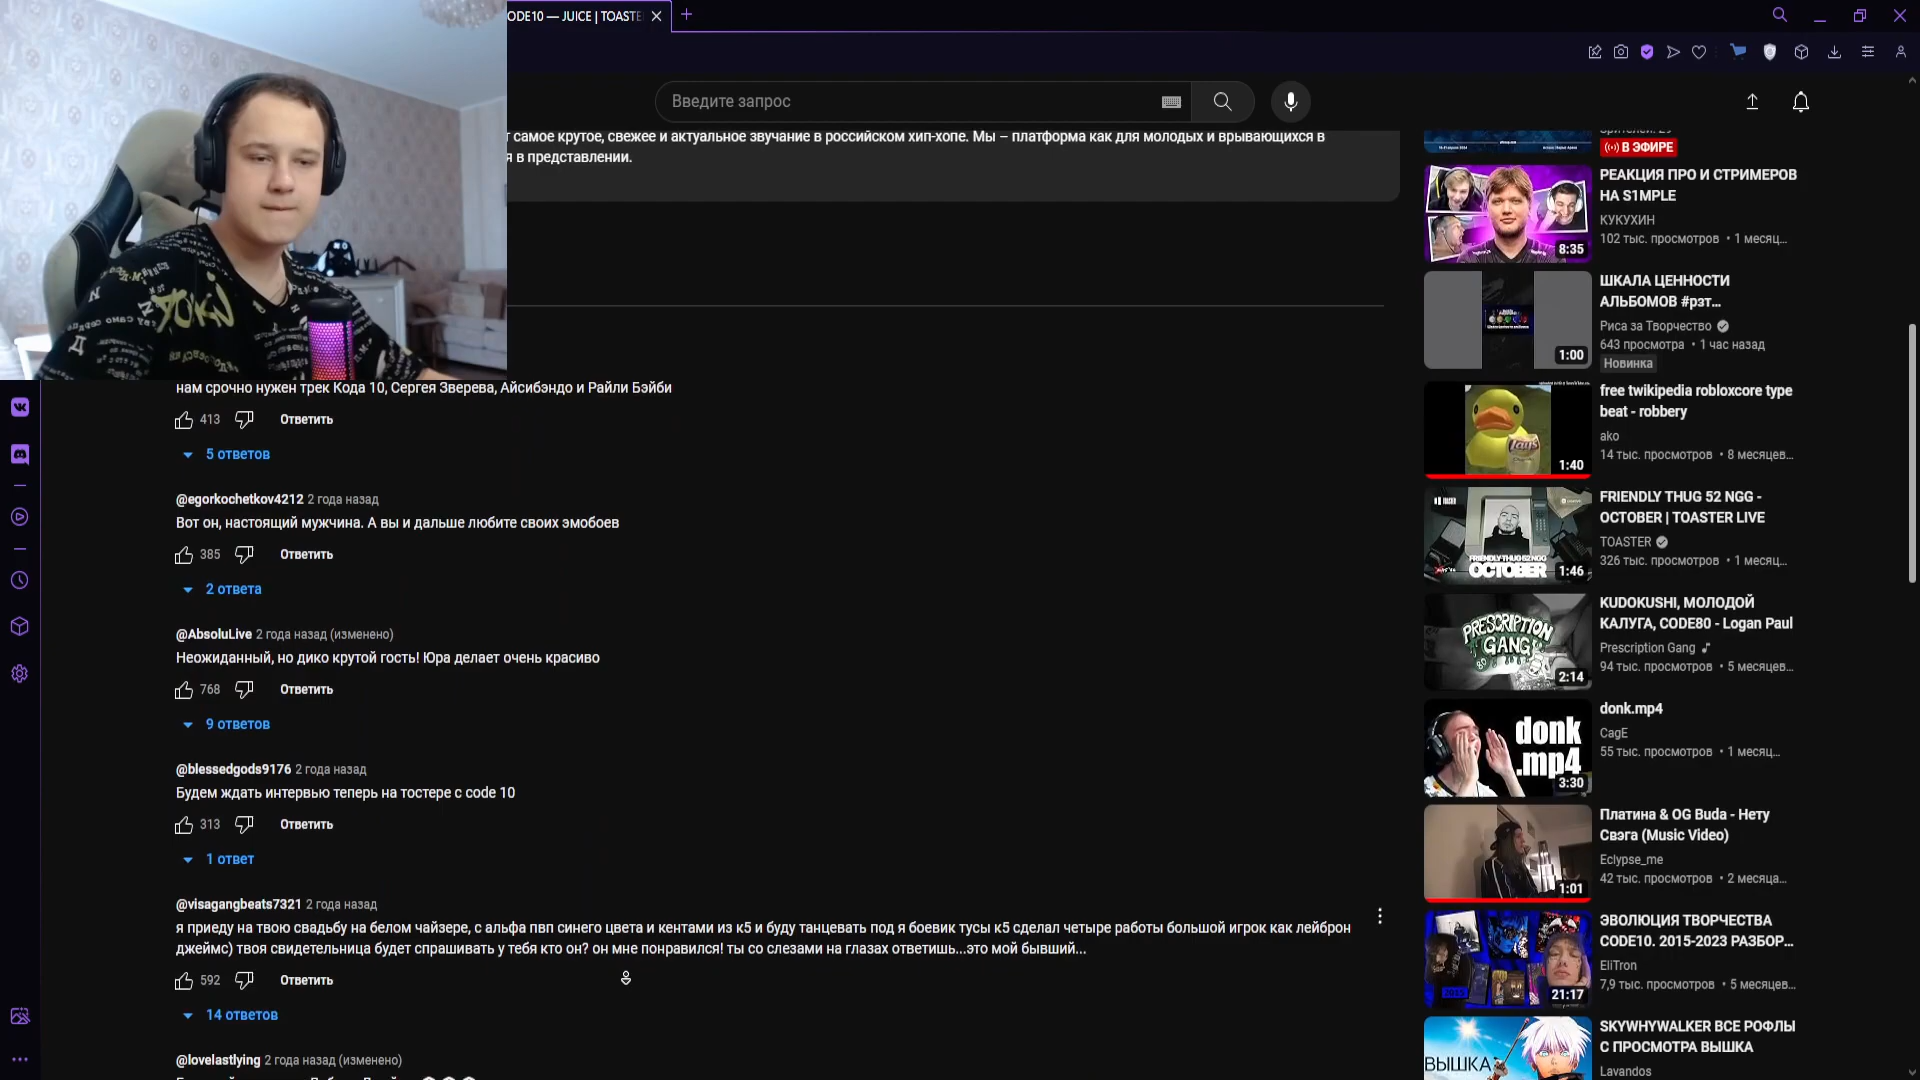 ODE10 — JUICE | TOASTE
Введите запрос
т самое крутое, свежее и актуальное звучание в российском хип-хопе. Мы – платформа как для молодых и врывающихся в
я в представлении.
нам срочно нужен трек Кода 10, Сергея Зверева, Айсибэндо и Райли Бэйби
413 Ответить
5 ответов
@egorkochetkov4212 2 года назад
Вот он, настоящий мужчина. А вы и дальше любите своих эмобоев
385 Ответить
2 ответа
@AbsoluLive 2 года назад (изменено)
Неожиданный, но дико крутой гость! Юра делает очень красиво
768 Ответить
9 ответов
@blessedgods9176 2 года назад
Будем ждать интервью теперь на тостере с code 10
313 Ответить
1 ответ
@visagangbeats7321 2 года назад
я приеду на твою свадьбу на белом чайзере, с альфа пвп синего цвета и кентами из к5 и буду танцевать под я боевик тусы к5 сделал четыре работы большой игрок как лейброн
джеймс) твоя свидетельница будет спрашивать у тебя кто он? он мне понравился! ты со слезами на глазах ответишь...это мой бывший...
592 Ответить
14 ответов
@lovelastlying 2 года назад (изменено)
В ЭФИРЕ
РЕАКЦИЯ ПРО И СТРИМЕРОВ
НА S1MPLE
КУКУХИН
102 тыс. просмотров • 1 месяц...
8:35
ШКАЛА ЦЕННОСТИ
АЛЬБОМОВ #рэт...
Риса за Творчество
643 просмотра • 1 час назад
Новинка
1:00
free twikipedia robloxcore type
beat - robbery
ako
14 тыс. просмотров • 8 месяцев...
Lay's
1:40
FRIENDLY THUG 52 NGG -
OCTOBER | TOASTER LIVE
TOASTER
326 тыс. просмотров • 1 месяц...
FRIENDLY THUG 52 NGG
OCTOBER
1:46
KUDOKUSHI, МОЛОДОЙ
КАЛУГА, CODE80 - Logan Paul
Prescription Gang
94 тыс. просмотров • 5 месяцев...
PRESCRIPTION
GANG
80
2:14
donk.mp4
CagE
55 тыс. просмотров • 1 месяц...
donk
.mp4
3:30
Платина & OG Buda - Нету
Свэга (Music Video)
Eclypse_me
42 тыс. просмотров • 2 месяца...
1:01
ЭВОЛЮЦИЯ ТВОРЧЕСТВА
CODE10. 2015-2023 РАЗБОР...
EliTron
7,9 тыс. просмотров • 5 месяцев...
2015
21:17
SKYWHYWALKER ВСЕ РОФЛЫ
С ПРОСМОТРА ВЫШКА
Lavandos
ВЫШКА